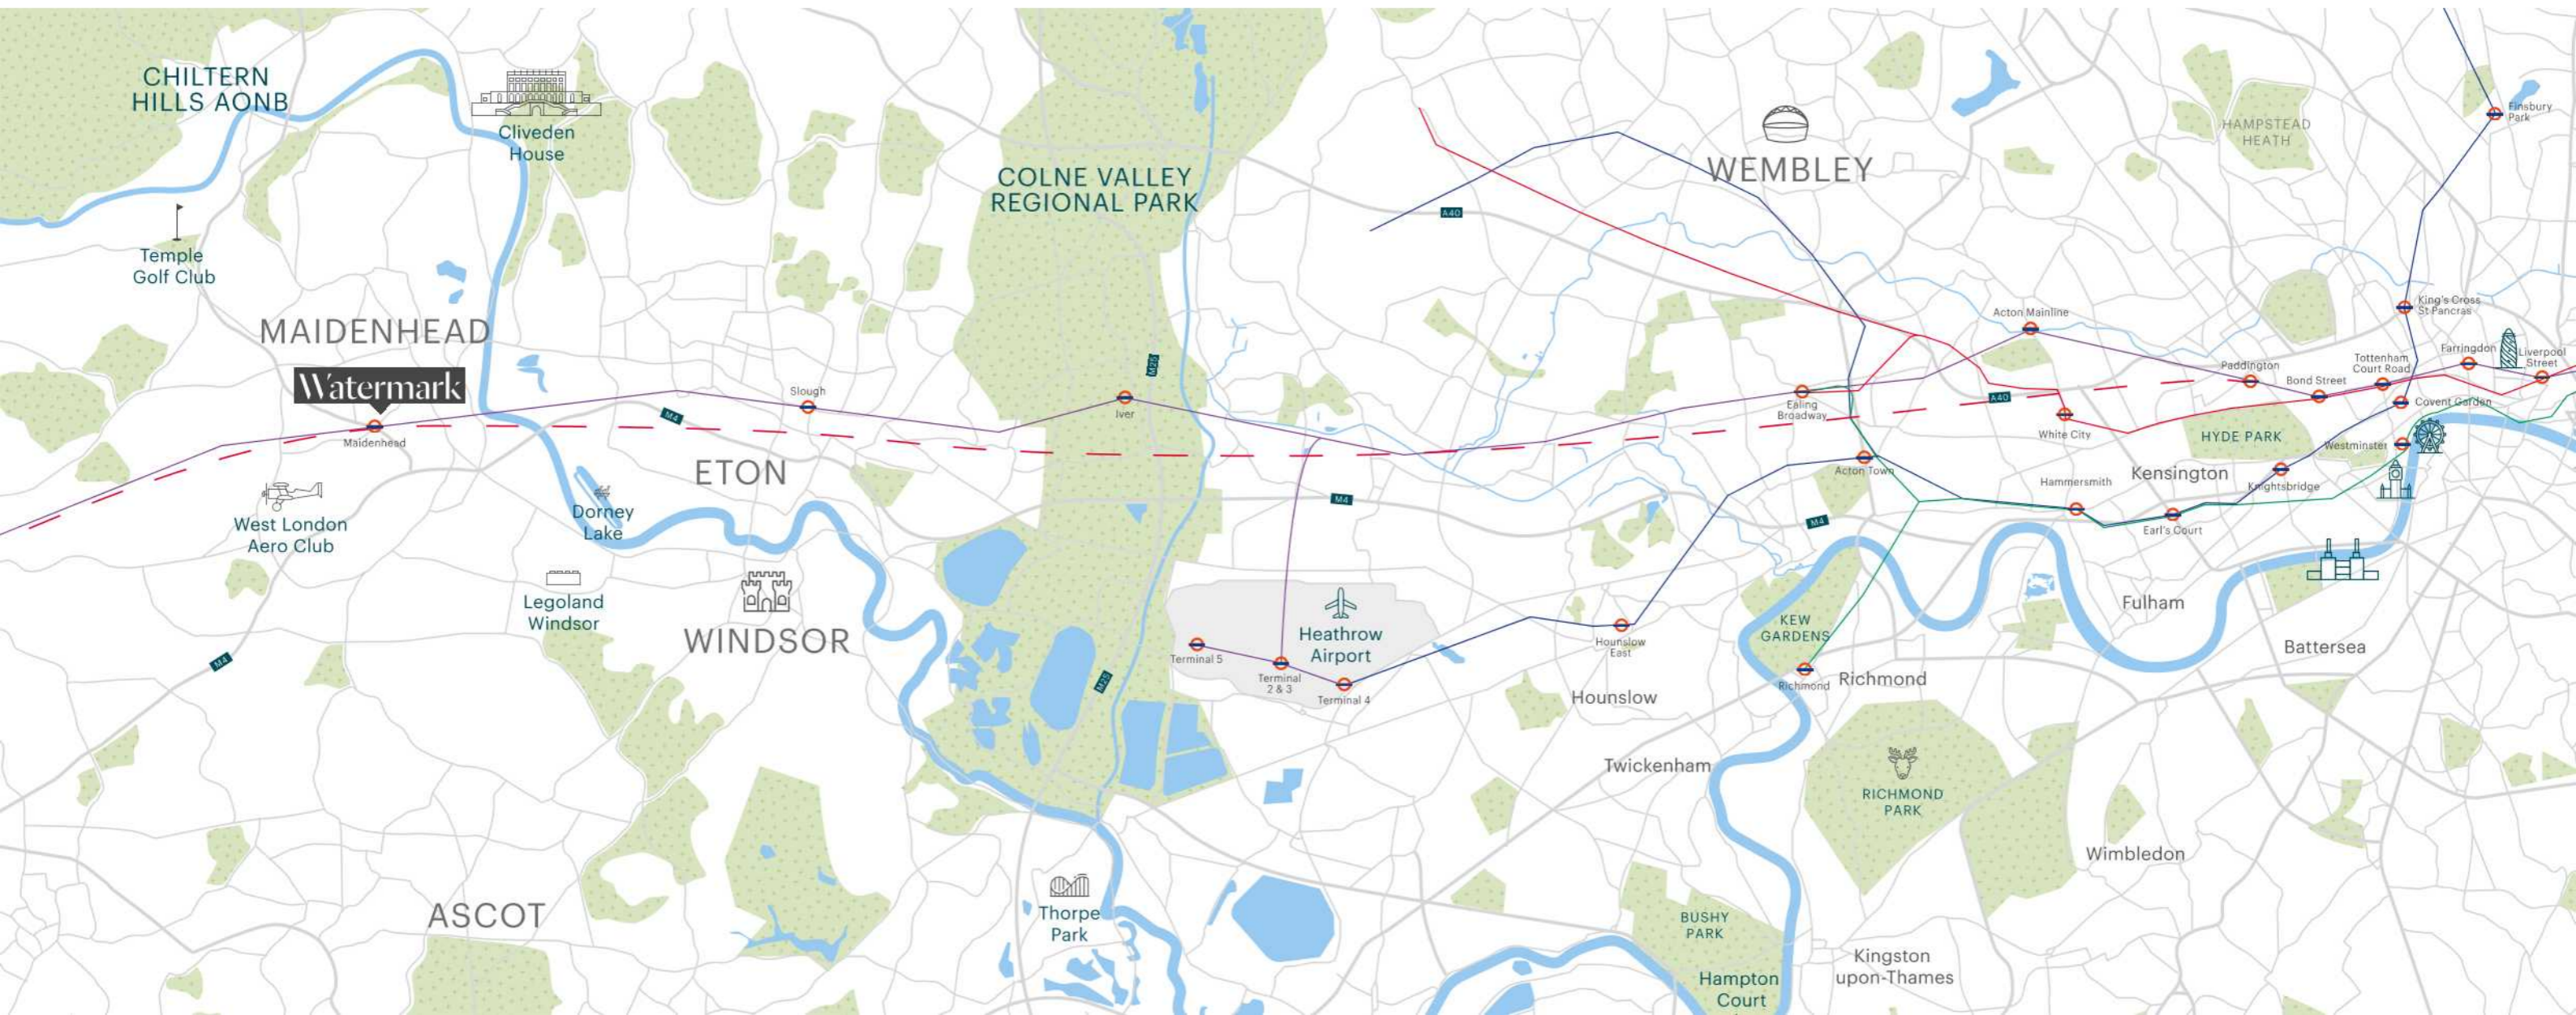 CHILTERN
HILLS AONB
Cliveden
House
Temple
Golf Club
MAIDENHEAD
Watermark
Maidenhead
West London
Aero Club
M4
Slough
M4
ETON
Dorney
Lake
Legoland
Windsor
WINDSOR
ASCOT
COLNE VALLEY
REGIONAL PARK
M25
Iver
M25
Thorpe
Park
M4
Heathrow
Airport
Terminal 5
Terminal
2 & 3
Terminal 4
A40
WEMBLEY
HAMPSTEAD
HEATH
Finsbury
Park
King's Cross
St Pancras
Acton Mainline
Paddington
Bond Street
Tottenham
Court Road
Farringdon
Liverpool
Street
Covent Garden
Ealing
Broadway
A40
White City
HYDE PARK
Westminster
Acton Town
Hammersmith
Kensington
Knightsbridge
Earl's Court
M4
Fulham
Battersea
KEW
GARDENS
Hounslow
East
Hounslow
Richmond
Richmond
Twickenham
RICHMOND
PARK
Wimbledon
BUSHY
PARK
Hampton
Court
Kingston
upon-Thames